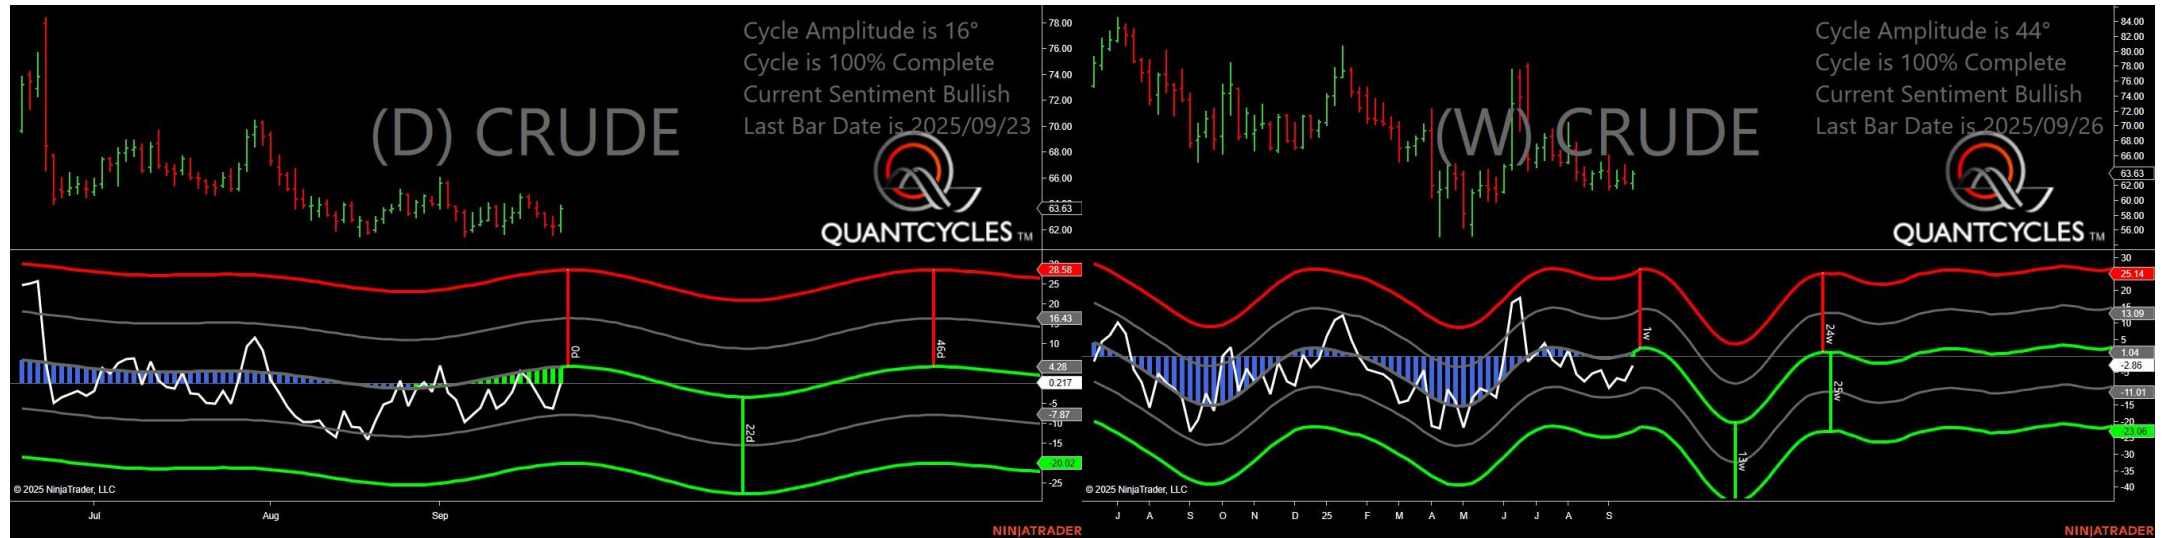 Cycle Amplitude is 16°
Cycle is 100% Complete
Current Sentiment Bullish
Last Bar Date is 2025/09/23
(D) CRUDE
QUANTCYCLES TM
78.00
76.00
74.00
72.00
70.00
68.00
66.00
63.63
62.00
28.58
25
20
16.43
10
4.28
0.217
-5
-7.87
-10
-15
-20.02
-25
0d
46d
22d
© 2025 NinjaTrader, LLC
Jul
Aug
Sep
NINJATRADER
Cycle Amplitude is 44°
Cycle is 100% Complete
Current Sentiment Bullish
Last Bar Date is 2025/09/26
(W) CRUDE
QUANTCYCLES TM
84.00
82.00
80.00
78.00
76.00
74.00
72.00
70.00
68.00
66.00
63.63
62.00
60.00
58.00
56.00
30
25.14
20
13.09
10
5
1.04
-2.86
-11.01
-15
-20
-23.06
-30
-35
-40
1w
24w
25w
13w
© 2025 NinjaTrader, LLC
J
A
S
O
N
D
25
F
M
A
M
J
J
A
S
NINJATRADER